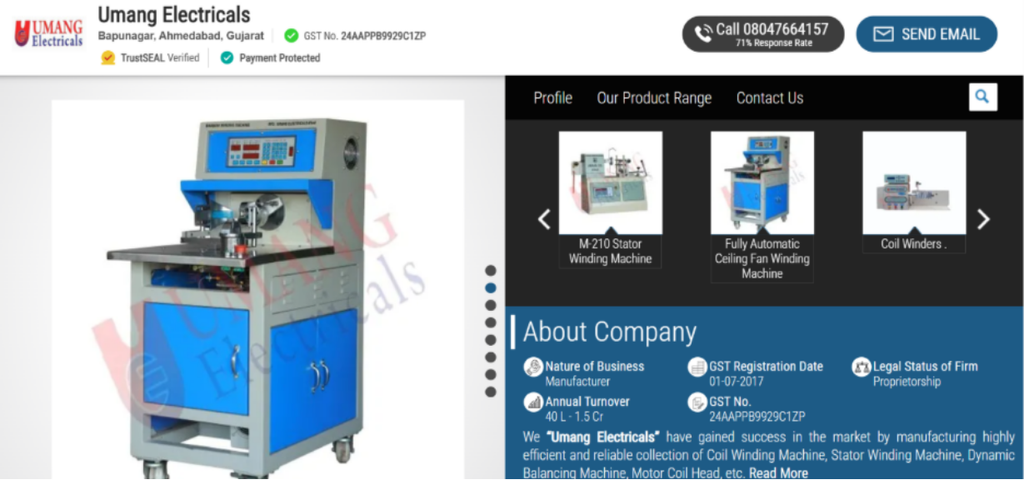 UMANG
Electricals
Umang Electricals
Bapunagar, Ahmedabad, Gujarat
GST No. 24AAPPB9929C1ZP
TrustSEAL Verified
Payment Protected
Call 08047664157
71% Response Rate
SEND EMAIL
Profile
Our Product Range
Contact Us
UMANG
Electricals
M-210 Stator
Winding Machine
Fully Automatic
Ceiling Fan Winding
Machine
Coil Winders .
About Company
Nature of Business
Manufacturer
GST Registration Date
01-07-2017
Legal Status of Firm
Proprietorship
Annual Turnover
40 L - 1.5 Cr
GST No.
24AAPPB9929C1ZP
We “Umang Electricals” have gained success in the market by manufacturing highly
efficient and reliable collection of Coil Winding Machine, Stator Winding Machine, Dynamic
Balancing Machine, Motor Coil Head, etc. Read More